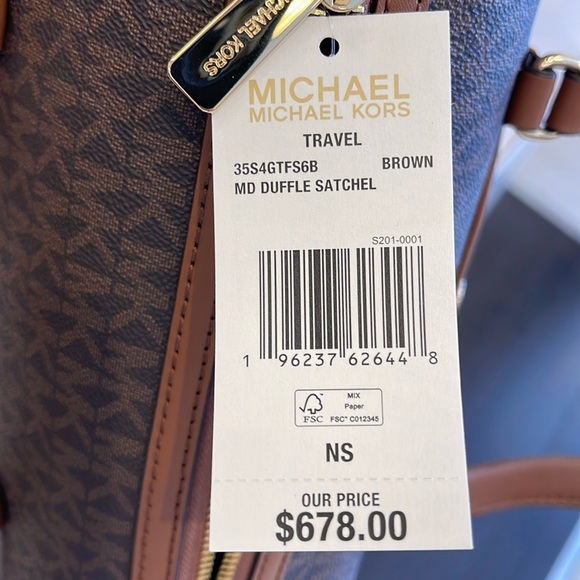 MICHAEL KORS
MICHAEL
MICHAEL KORS
TRAVEL
35S4GTFS6B BROWN
MD DUFFLE SATCHEL
S201-0001
1 96237 62644 8
FSC
MIX
Paper
FSC® C012345
NS
OUR PRICE
$678.00